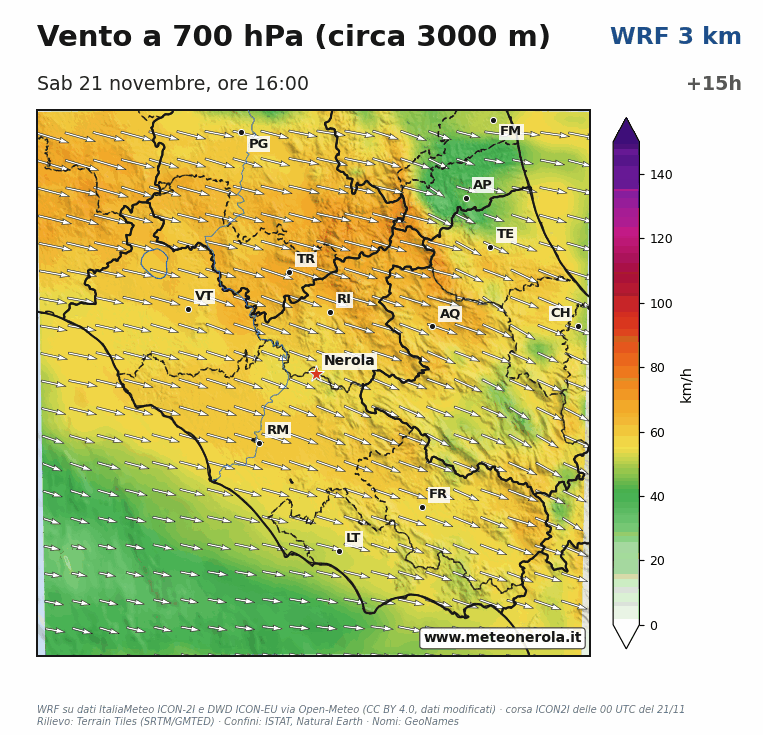 Vento a 700 hPa (circa 3000 m)
WRF 3 km
Sab 21 novembre, ore 16:00
+15h
PG
FM
AP
TE
TR
VT
RI
AQ
CH
Nerola
RM
FR
LT
www.meteonerola.it
140
120
100
80
60
40
20
0
km/h
WRF su dati ItaliaMeteo ICON-2I e DWD ICON-EU via Open-Meteo (CC BY 4.0, dati modificati) · corsa ICON2I delle 00 UTC del 21/11
Rilievo: Terrain Tiles (SRTM/GMTED) · Confini: ISTAT, Natural Earth · Nomi: GeoNames